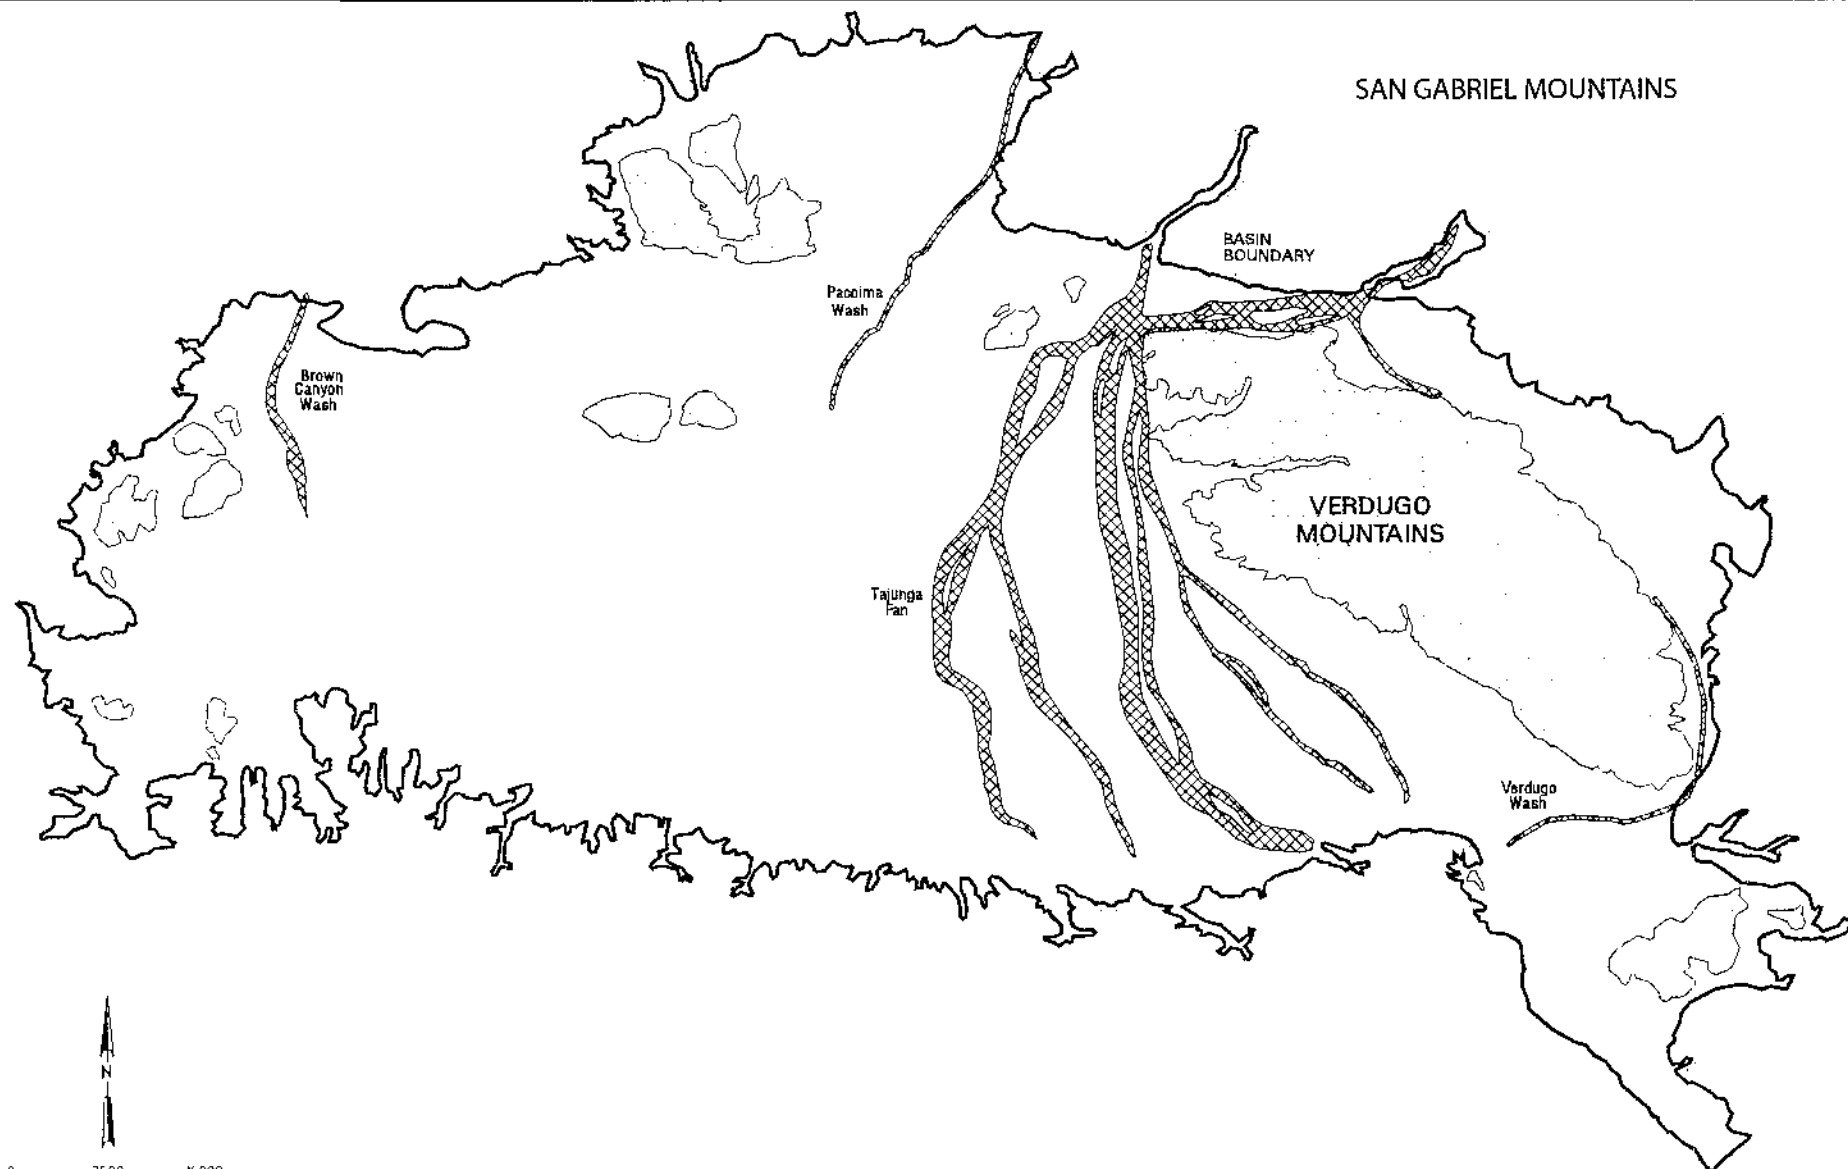 SAN GABRIEL MOUNTAINS
BASIN
BOUNDARY
Pacoima
Wash
Brown
Canyon
Wash
VERDUGO
MOUNTAINS
Tajunga
Fan
Verdugo
Wash
N